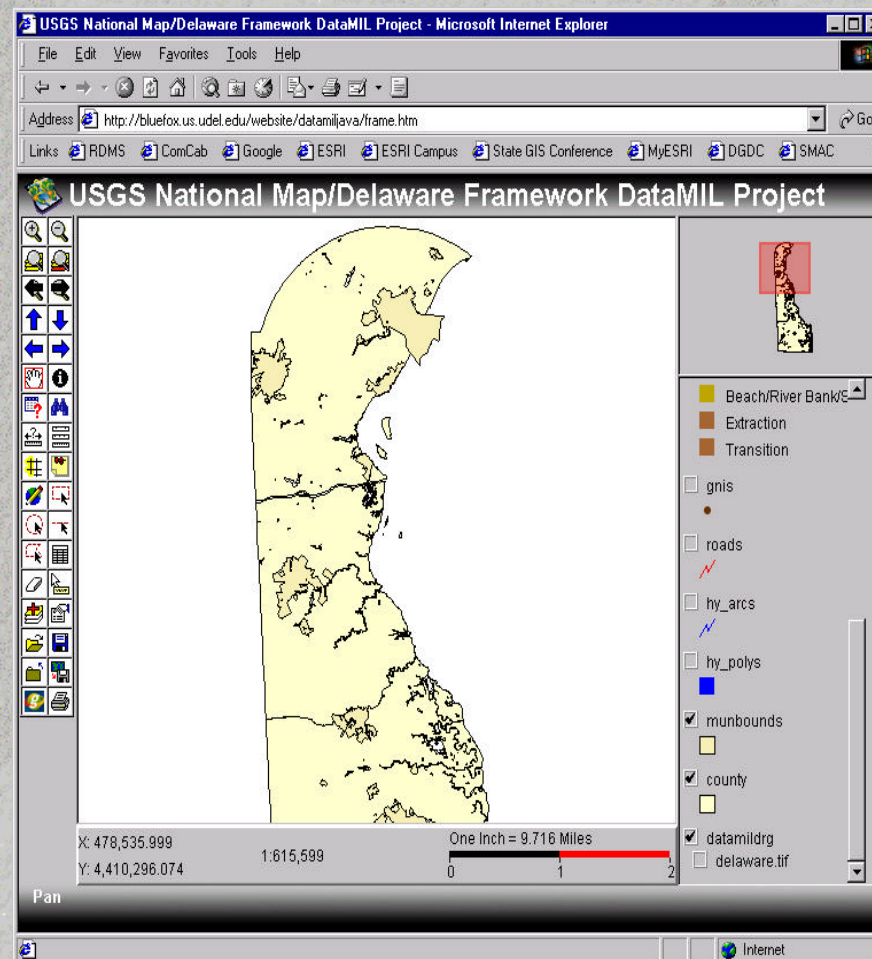 USGS National Map/Delaware Framework DataMIL Project - Microsoft Internet Explorer
File Edit View Favorites Tools Help
Address http://bluefox.us.udel.edu/website/datamiljava/frame.htm Go
Links RDMS ComCab Google ESRI ESRI Campus State GIS Conference MyESRI DGDC SMAC
USGS National Map/Delaware Framework DataMIL Project
Beach/River Bank/S
Extraction
Transition
gnis
roads
hy_arcs
hy_polys
munbounds
county
datamildrg
delaware.tif
X: 478,535.999
Y: 4,410,296.074
1:615,599
One Inch = 9.716 Miles
0 1 2
Pan
Internet